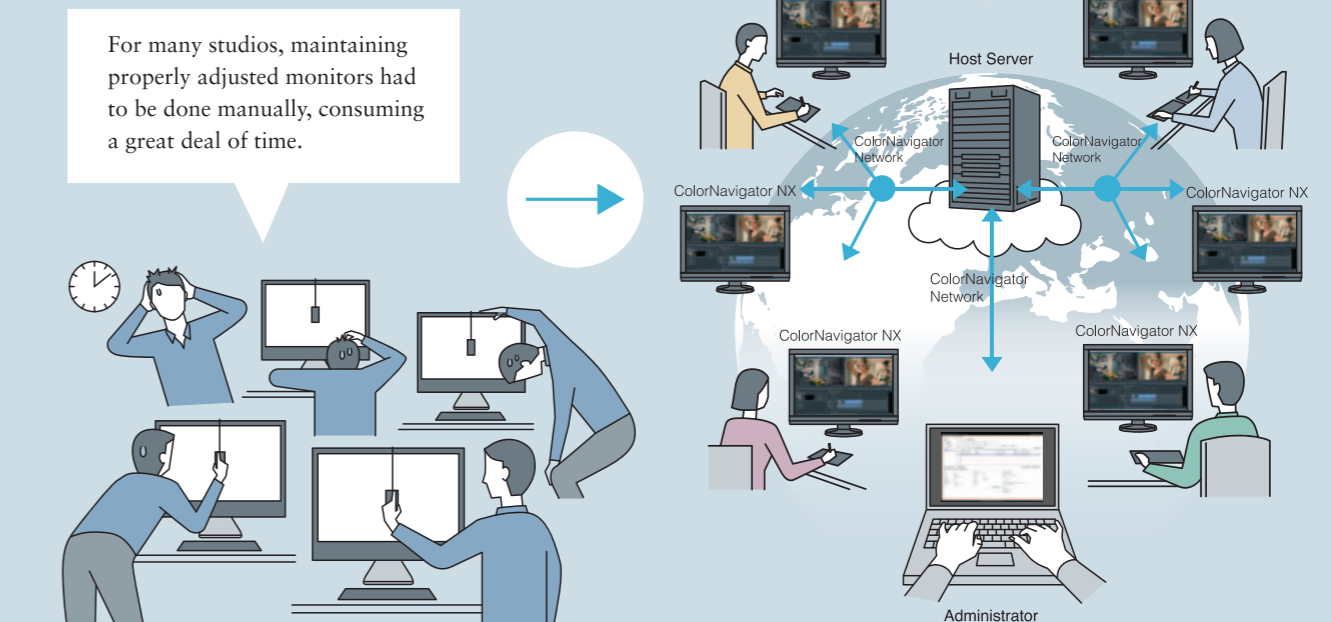 For many studios, maintaining
properly adjusted monitors had
to be done manually, consuming
a great deal of time.
Host Server
ColorNavigator
Network
ColorNavigator
Network
ColorNavigator NX
ColorNavigator NX
ColorNavigator
Network
ColorNavigator NX
ColorNavigator NX
Administrator